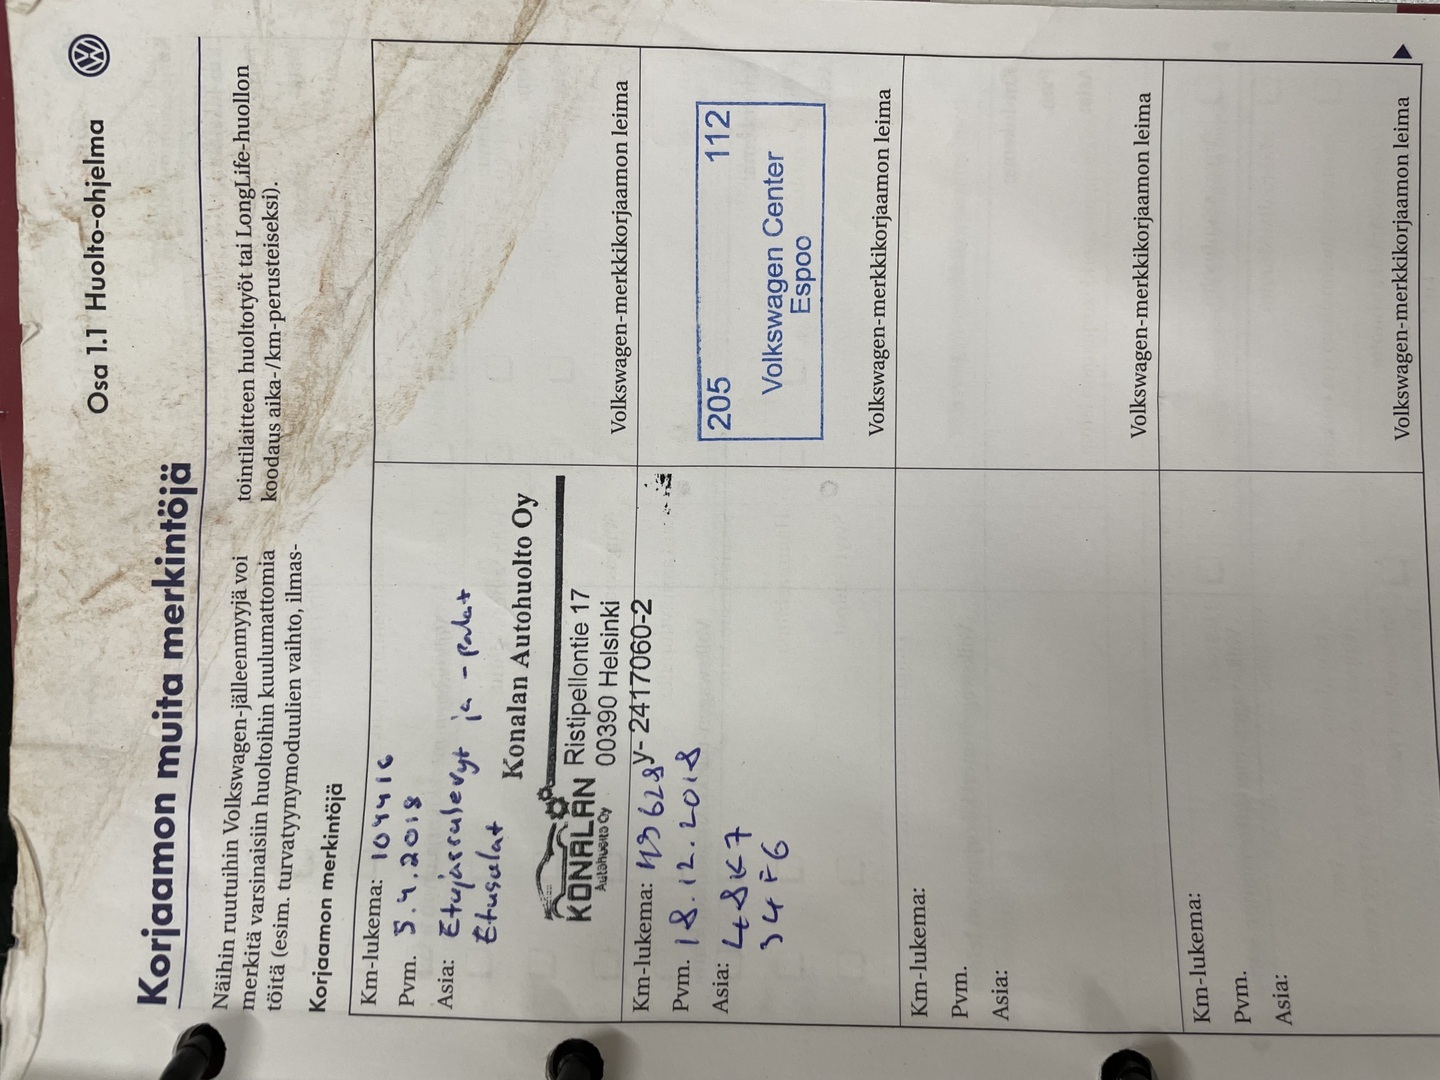 Osa 1.1 Huolto-ohjelma
Korjaamon muita merkintöjä
Näihin ruutuihin Volkswagen-jälleenmyyjä voi
merkitä varsinaisiin huoltoihin kuulumattomia
töitä (esim. turvatyynymoduulien vaihto, ilmas-
tointilaitteen huoltotyöt tai LongLife-huollon
koodaus aika-/km-perusteiseksi).
Korjaamon merkintöjä
Km-lukema: 104416
Pvm. 5.4.2018
Asia: Etujarrulevyt ja -palat
Etusulat
Konalan Autohuolto Oy
KONALAN
Autohuolto Oy
Ristipellontie 17
00390 Helsinki
y- 2417060-2
Volkswagen-merkkikorjaamon leima
Km-lukema: 113628
Pvm. 18.12.2018
Asia: 48K7
34F6
205 112
Volkswagen Center
Espoo
Volkswagen-merkkikorjaamon leima
Km-lukema:
Pvm.
Asia:
Volkswagen-merkkikorjaamon leima
Km-lukema:
Pvm.
Asia:
Volkswagen-merkkikorjaamon leima